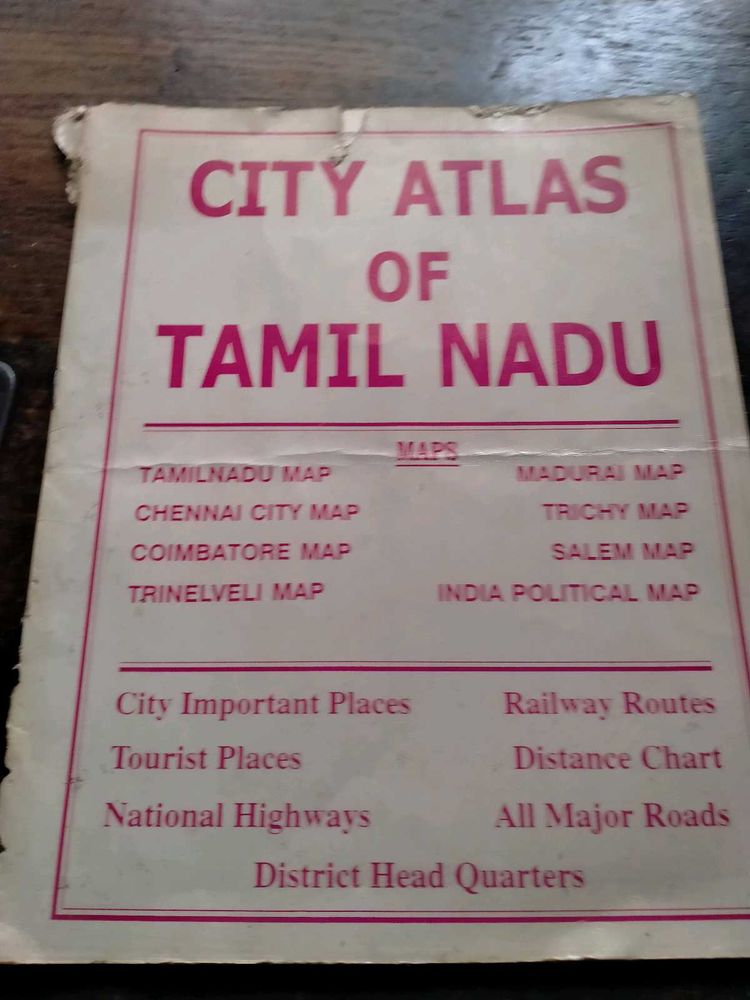 CITY ATLAS
OF
TAMIL NADU
MAPS
TAMILNADU MAP
MADURAI MAP
CHENNAI CITY MAP
TRICHY MAP
COIMBATORE MAP
SALEM MAP
TRINELVELI MAP
INDIA POLITICAL MAP
City Important Places
Railway Routes
Tourist Places
Distance Chart
National Highways
All Major Roads
District Head Quarters